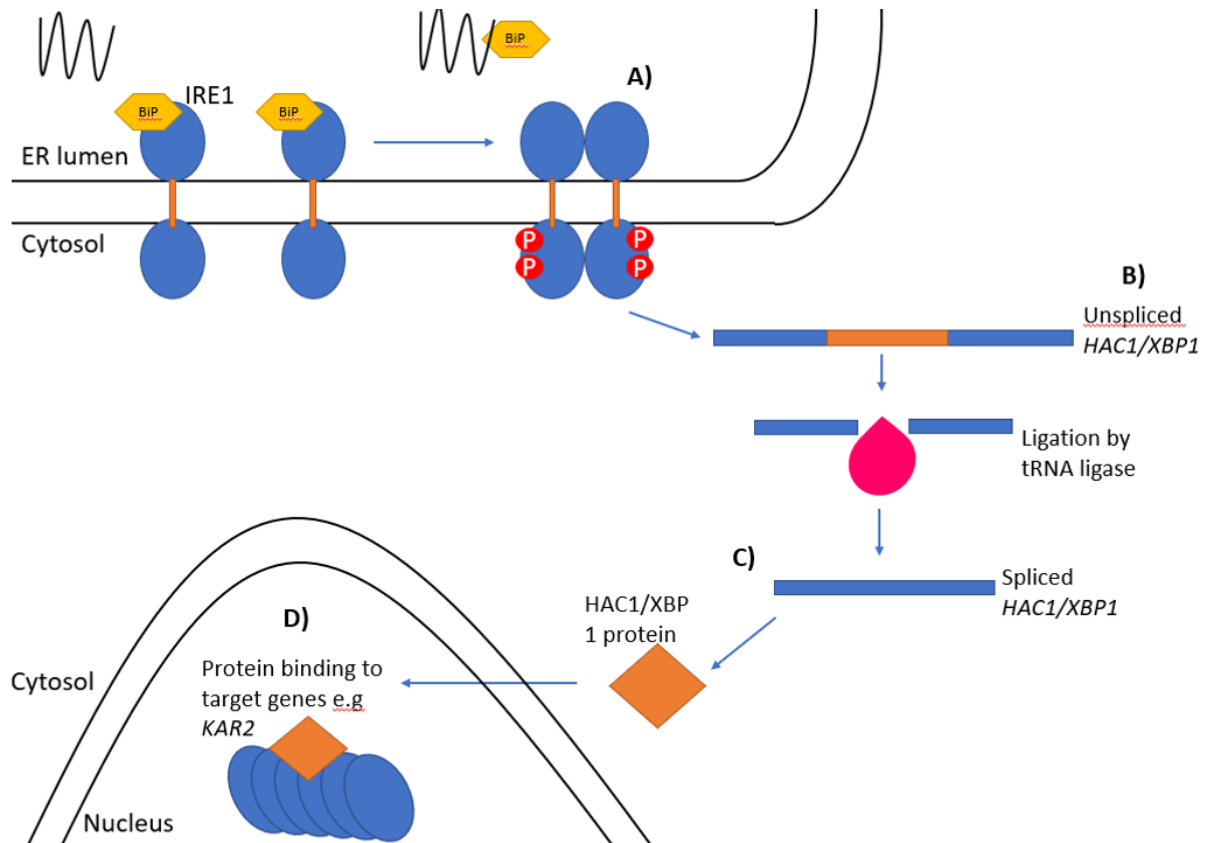 BiP
A)
BiP
IRE1
BiP
ER lumen
P
P
P
P
Cytosol
B)
Unspliced
HAC1/XBP1
Ligation by
tRNA ligase
C)
Spliced
HAC1/XBP1
HAC1/XBP
1 protein
D)
Protein binding to
target genes e.g
KAR2
Cytosol
Nucleus